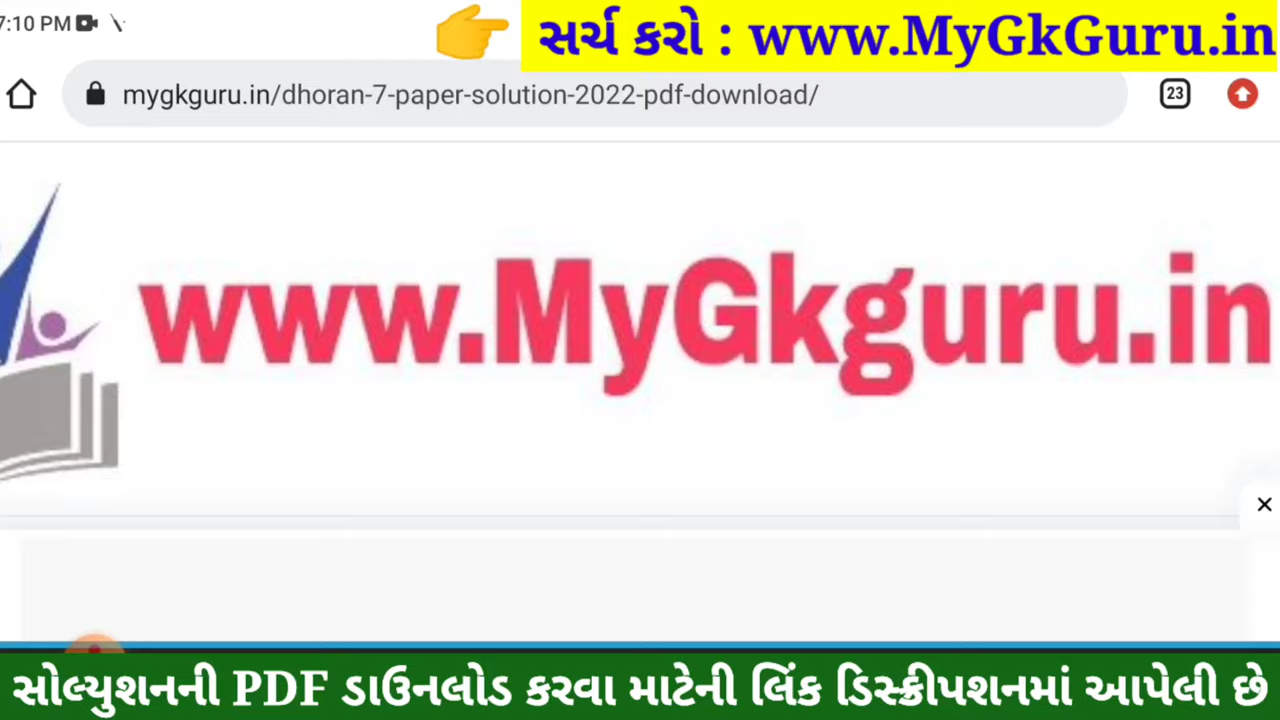 7:10 PM
સર્ચ કરો : www.MyGkGuru.in
mygkguru.in/dhoran-7-paper-solution-2022-pdf-download/
23
www.MyGkguru.in
સોલ્યુશનની PDF ડાઉનલોડ કરવા માટેની લિંક ડિસ્ક્રીપશનમાં આપેલી છે